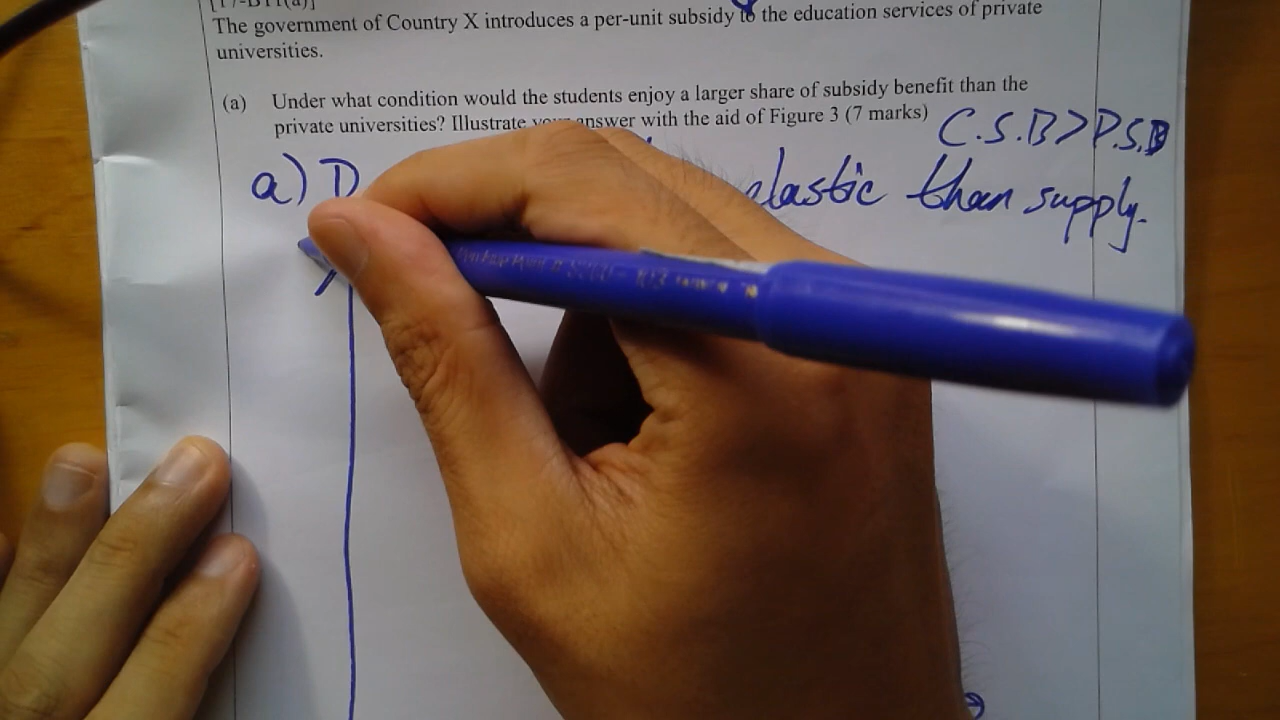 The government of Country X introduces a per-unit subsidy to the education services of private
universities.
(a) Under what condition would the students enjoy a larger share of subsidy benefit than the
private universities? Illustrate your answer with the aid of Figure 3 (7 marks)
C.S.B > P.S.B
a) D elastic than supply.